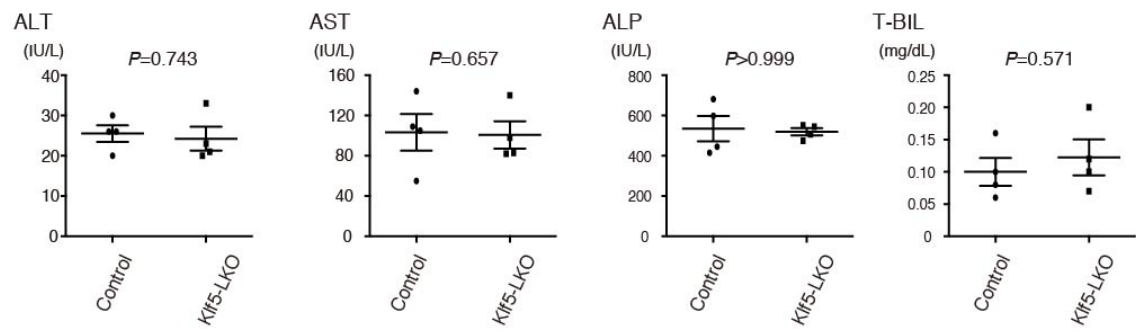 ALT
(IU/L)
P=0.743
40
30
20
10
0
Control
Klf5-LKO
AST
(IU/L)
P=0.657
160
120
80
40
0
Control
Klf5-LKO
ALP
(IU/L)
P>0.999
800
600
400
200
0
Control
Klf5-LKO
T-BIL
(mg/dL)
P=0.571
0.25
0.20
0.15
0.10
0.05
0
Control
Klf5-LKO